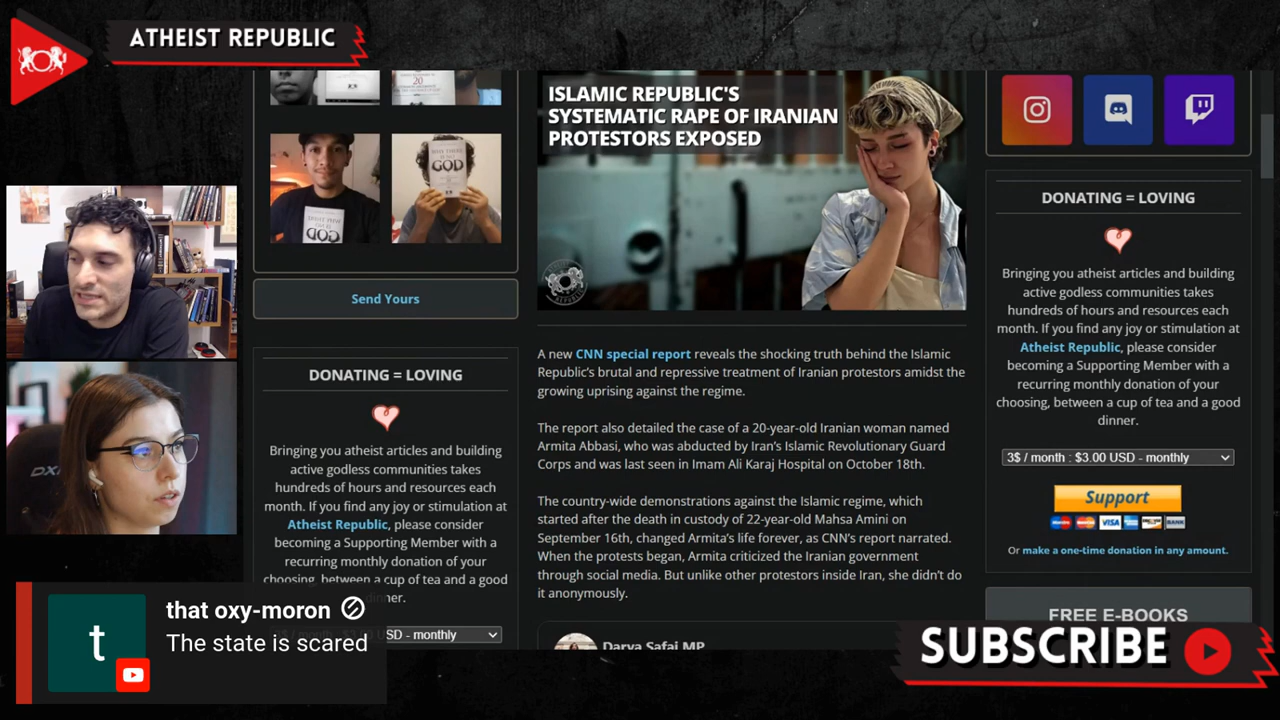 ATHEIST REPUBLIC
Send Yours
DONATING = LOVING
Bringing you atheist articles and building
active godless communities takes
hundreds of hours and resources each
month. If you find any joy or stimulation at
Atheist Republic, please consider
becoming a Supporting Member with a
recurring monthly donation of your
choosing, between a cup of tea and a good
dinner.
USD - monthly
ISLAMIC REPUBLIC'S
SYSTEMATIC RAPE OF IRANIAN
PROTESTORS EXPOSED
A new CNN special report reveals the shocking truth behind the Islamic
Republic's brutal and repressive treatment of Iranian protestors amidst the
growing uprising against the regime.
The report also detailed the case of a 20-year-old Iranian woman named
Armita Abbasi, who was abducted by Iran's Islamic Revolutionary Guard
Corps and was last seen in Imam Ali Karaj Hospital on October 18th.
The country-wide demonstrations against the Islamic regime, which
started after the death in custody of 22-year-old Mahsa Amini on
September 16th, changed Armita's life forever, as CNN's report narrated.
When the protests began, Armita criticized the Iranian government
through social media. But unlike other protestors inside Iran, she didn't do
it anonymously.
Darya Safai MP
DONATING = LOVING
Bringing you atheist articles and building
active godless communities takes
hundreds of hours and resources each
month. If you find any joy or stimulation at
Atheist Republic, please consider
becoming a Supporting Member with a
recurring monthly donation of your
choosing, between a cup of tea and a good
dinner.
3$ / month : $3.00 USD - monthly
Support
VISA
BANK
Or make a one-time donation in any amount.
FREE E-BOOKS
t
that oxy-moron
The state is scared
SUBSCRIBE